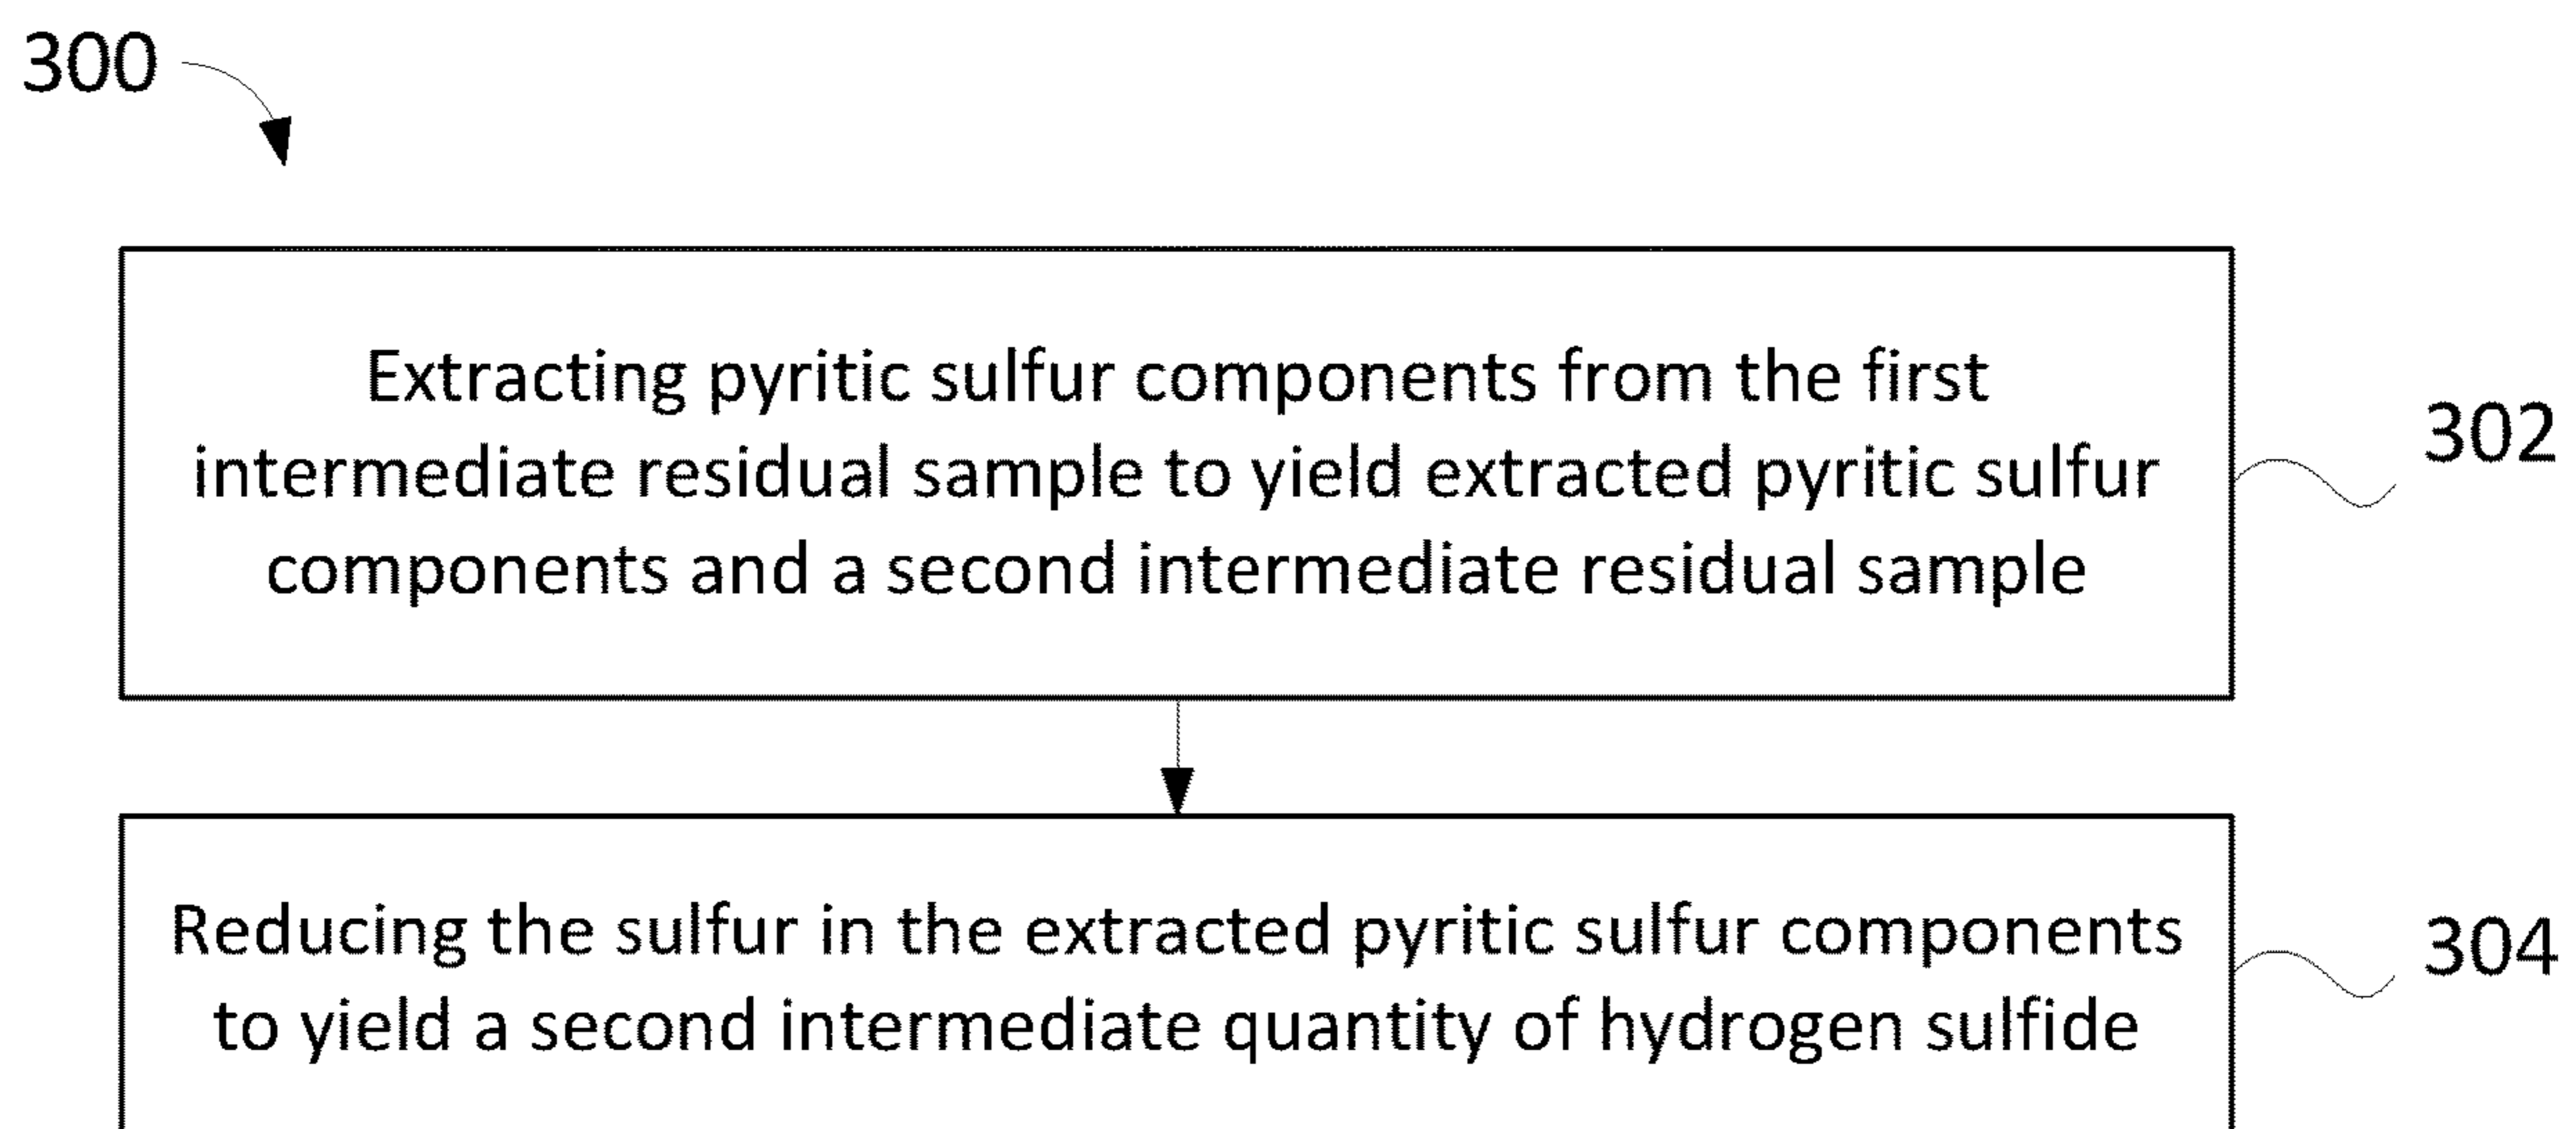 300
Extracting pyritic sulfur components from the first
intermediate residual sample to yield extracted pyritic sulfur
components and a second intermediate residual sample
302
Reducing the sulfur in the extracted pyritic sulfur components
to yield a second intermediate quantity of hydrogen sulfide
304